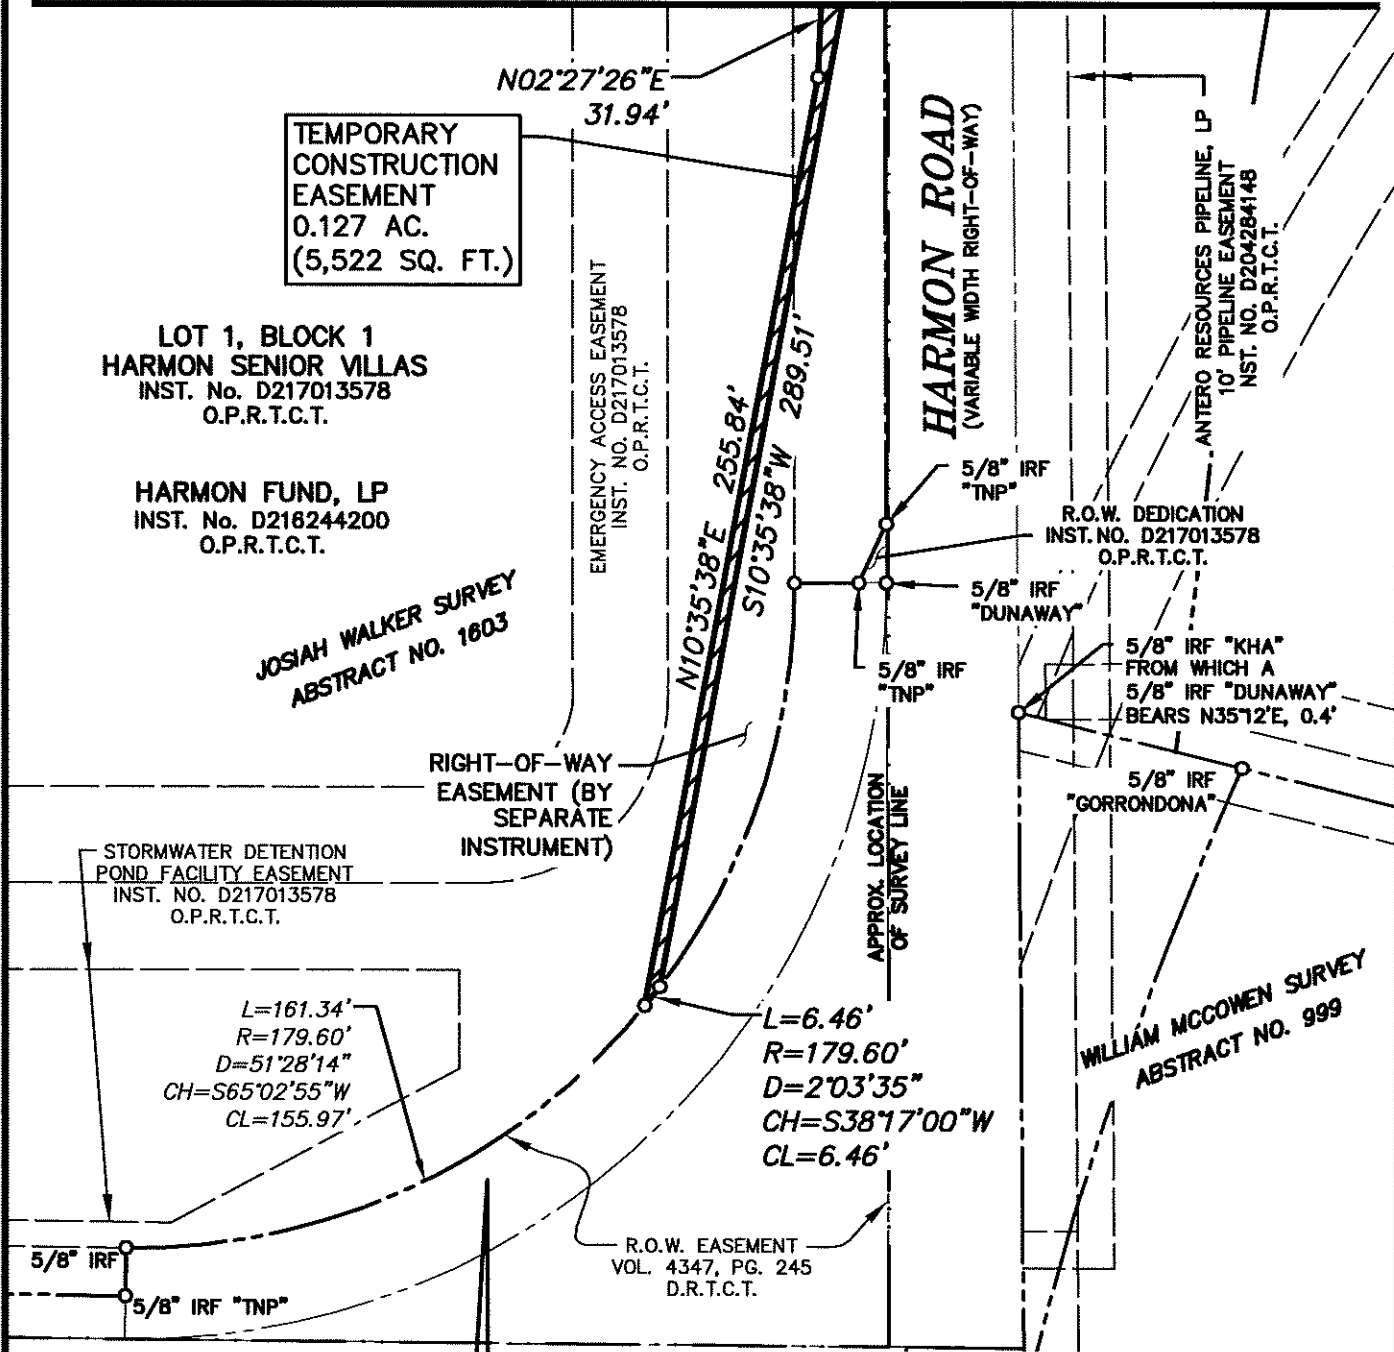 N02°27'26"E
31.94'
TEMPORARY
CONSTRUCTION
EASEMENT
0.127 AC.
(5,522 SQ. FT.)
HARMON ROAD
(VARIABLE WIDTH RIGHT-OF-WAY)
ANTERO RESOURCES PIPELINE, LP
10' PIPELINE EASEMENT
NST. NO. D204284148
O.P.R.T.C.T.
LOT 1, BLOCK 1
HARMON SENIOR VILLAS
INST. No. D217013578
O.P.R.T.C.T.
HARMON FUND, LP
INST. No. D216244200
O.P.R.T.C.T.
EMERGENCY ACCESS EASEMENT
INST. NO. D217013578
O.P.R.T.C.T.
N10°35'38"E 255.84'
S10°35'38"W 289.51'
5/8" IRF
"TNP"
R.O.W. DEDICATION
INST. NO. D217013578
O.P.R.T.C.T.
5/8" IRF
"DUNAWAY"
5/8" IRF
"TNP"
5/8" IRF "KHA"
FROM WHICH A
5/8" IRF "DUNAWAY"
BEARS N35°12'E, 0.4'
5/8" IRF
"GORRONDONA"
JOSIAH WALKER SURVEY
ABSTRACT NO. 1603
RIGHT-OF-WAY
EASEMENT (BY
SEPARATE
INSTRUMENT)
APPROX. LOCATION
OF SURVEY LINE
STORMWATER DETENTION
POND FACILITY EASEMENT
INST. NO. D217013578
O.P.R.T.C.T.
WILLIAM MCCOWEN SURVEY
ABSTRACT NO. 999
L=161.34'
R=179.60'
D=51°28'14"
CH=S65°02'55"W
CL=155.97'
L=6.46'
R=179.60'
D=2°03'35"
CH=S38°17'00"W
CL=6.46'
R.O.W. EASEMENT
VOL. 4347, PG. 245
D.R.T.C.T.
5/8" IRF
5/8" IRF "TNP"